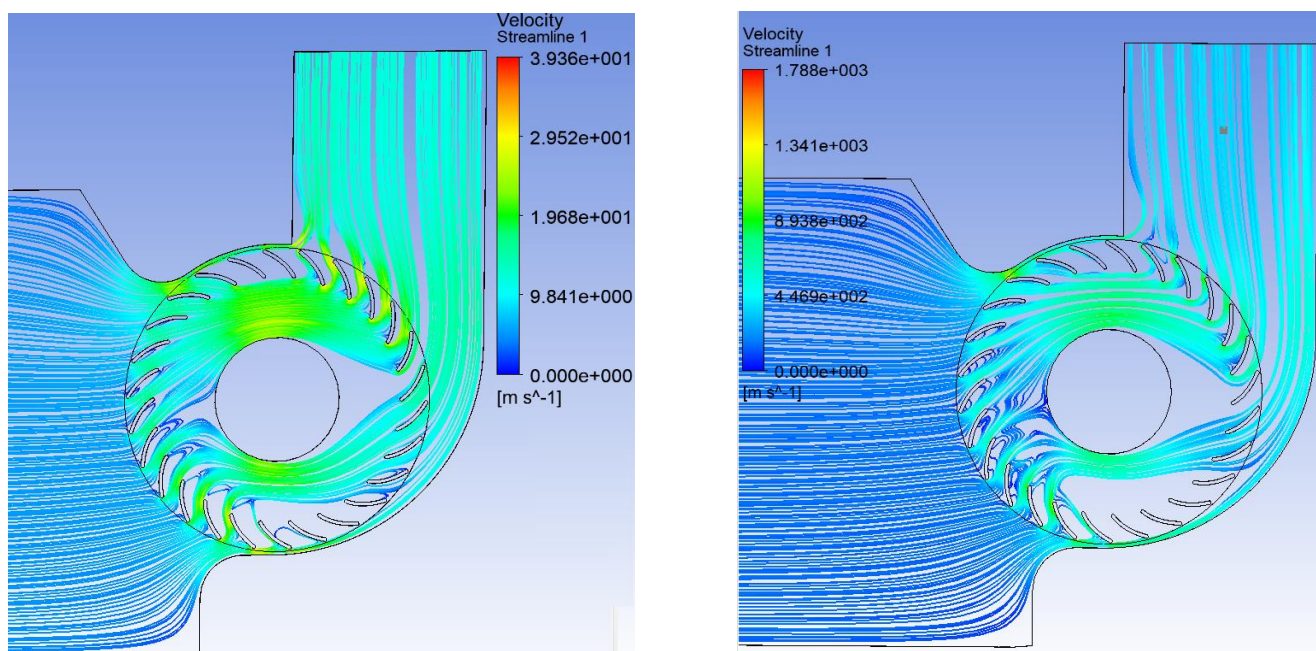 Velocity
Streamline 1
3.936e+001
2.952e+001
1.968e+001
9.841e+000
0.000e+000
[m s^-1]
Velocity
Streamline 1
1.788e+003
1.341e+003
8.938e+002
4.469e+002
0.000e+000
[m s^-1]